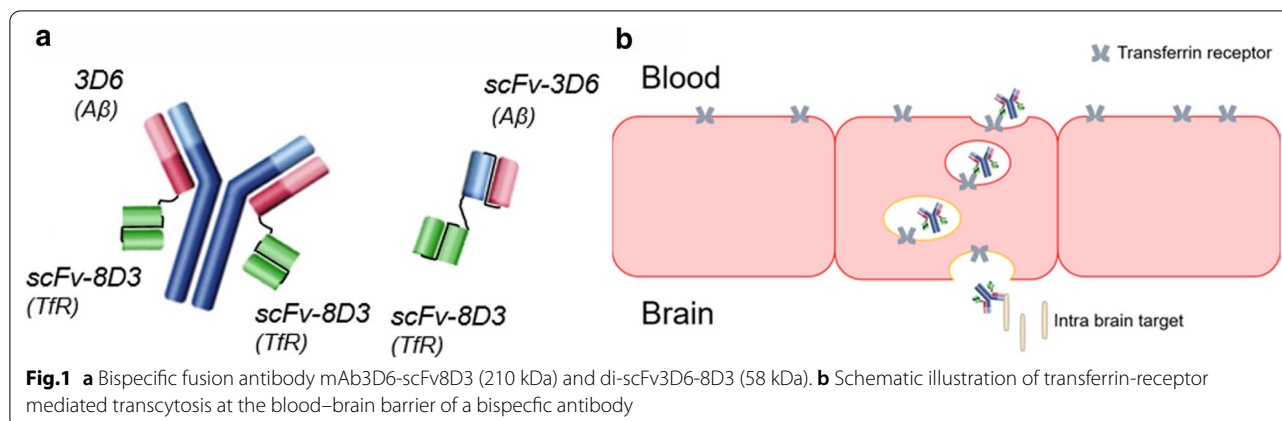 a
3D6
(Aβ)
scFv-8D3
(TfR)
scFv-8D3
(TfR)
scFv-3D6
(Aβ)
scFv-8D3
(TfR)
b
Transferrin receptor
Blood
Brain
Intra brain target
Fig.1 a Bispecific fusion antibody mAb3D6-scFv8D3 (210 kDa) and di-scFv3D6-8D3 (58 kDa). b Schematic illustration of transferrin-receptor
mediated transcytosis at the blood–brain barrier of a bispecfic antibody